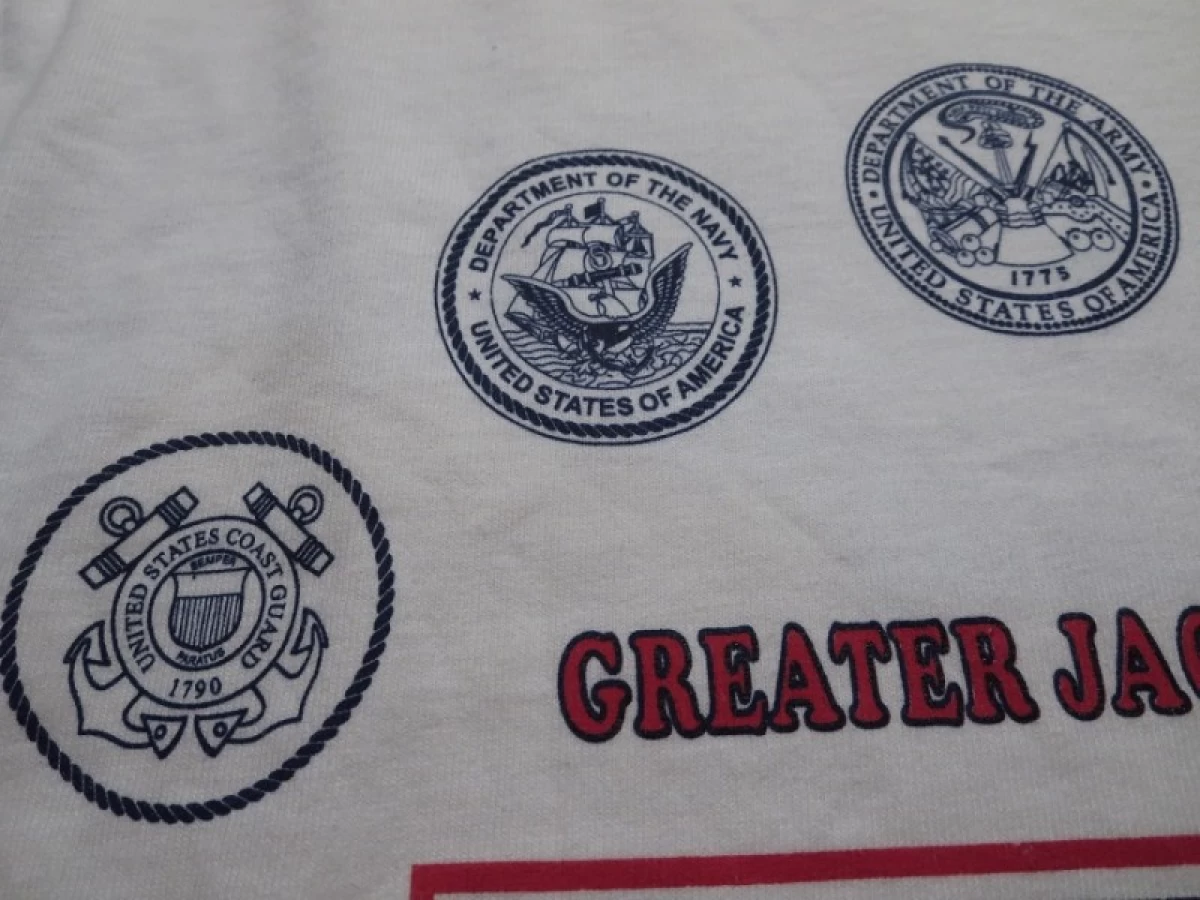 DEPARTMENT OF THE ARMY
UNITED STATES OF AMERICA
1775
DEPARTMENT OF THE NAVY
UNITED STATES OF AMERICA
UNITED STATES COAST GUARD
SEMPER
PARATUS
1790
GREATER